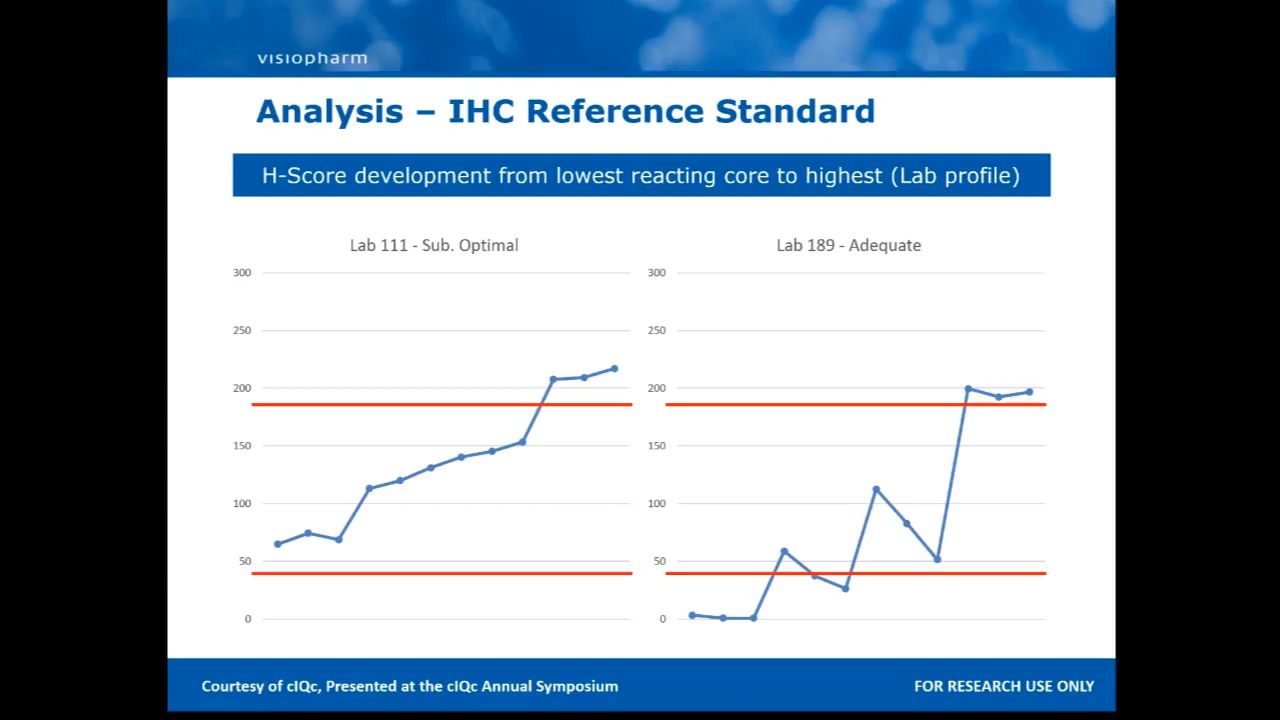 visiopharm
Analysis – IHC Reference Standard
H-Score development from lowest reacting core to highest (Lab profile)
Lab 111 - Sub. Optimal
300
250
200
150
100
50
0
Lab 189 - Adequate
300
250
200
150
100
50
0
Courtesy of cIQc, Presented at the cIQc Annual Symposium
FOR RESEARCH USE ONLY